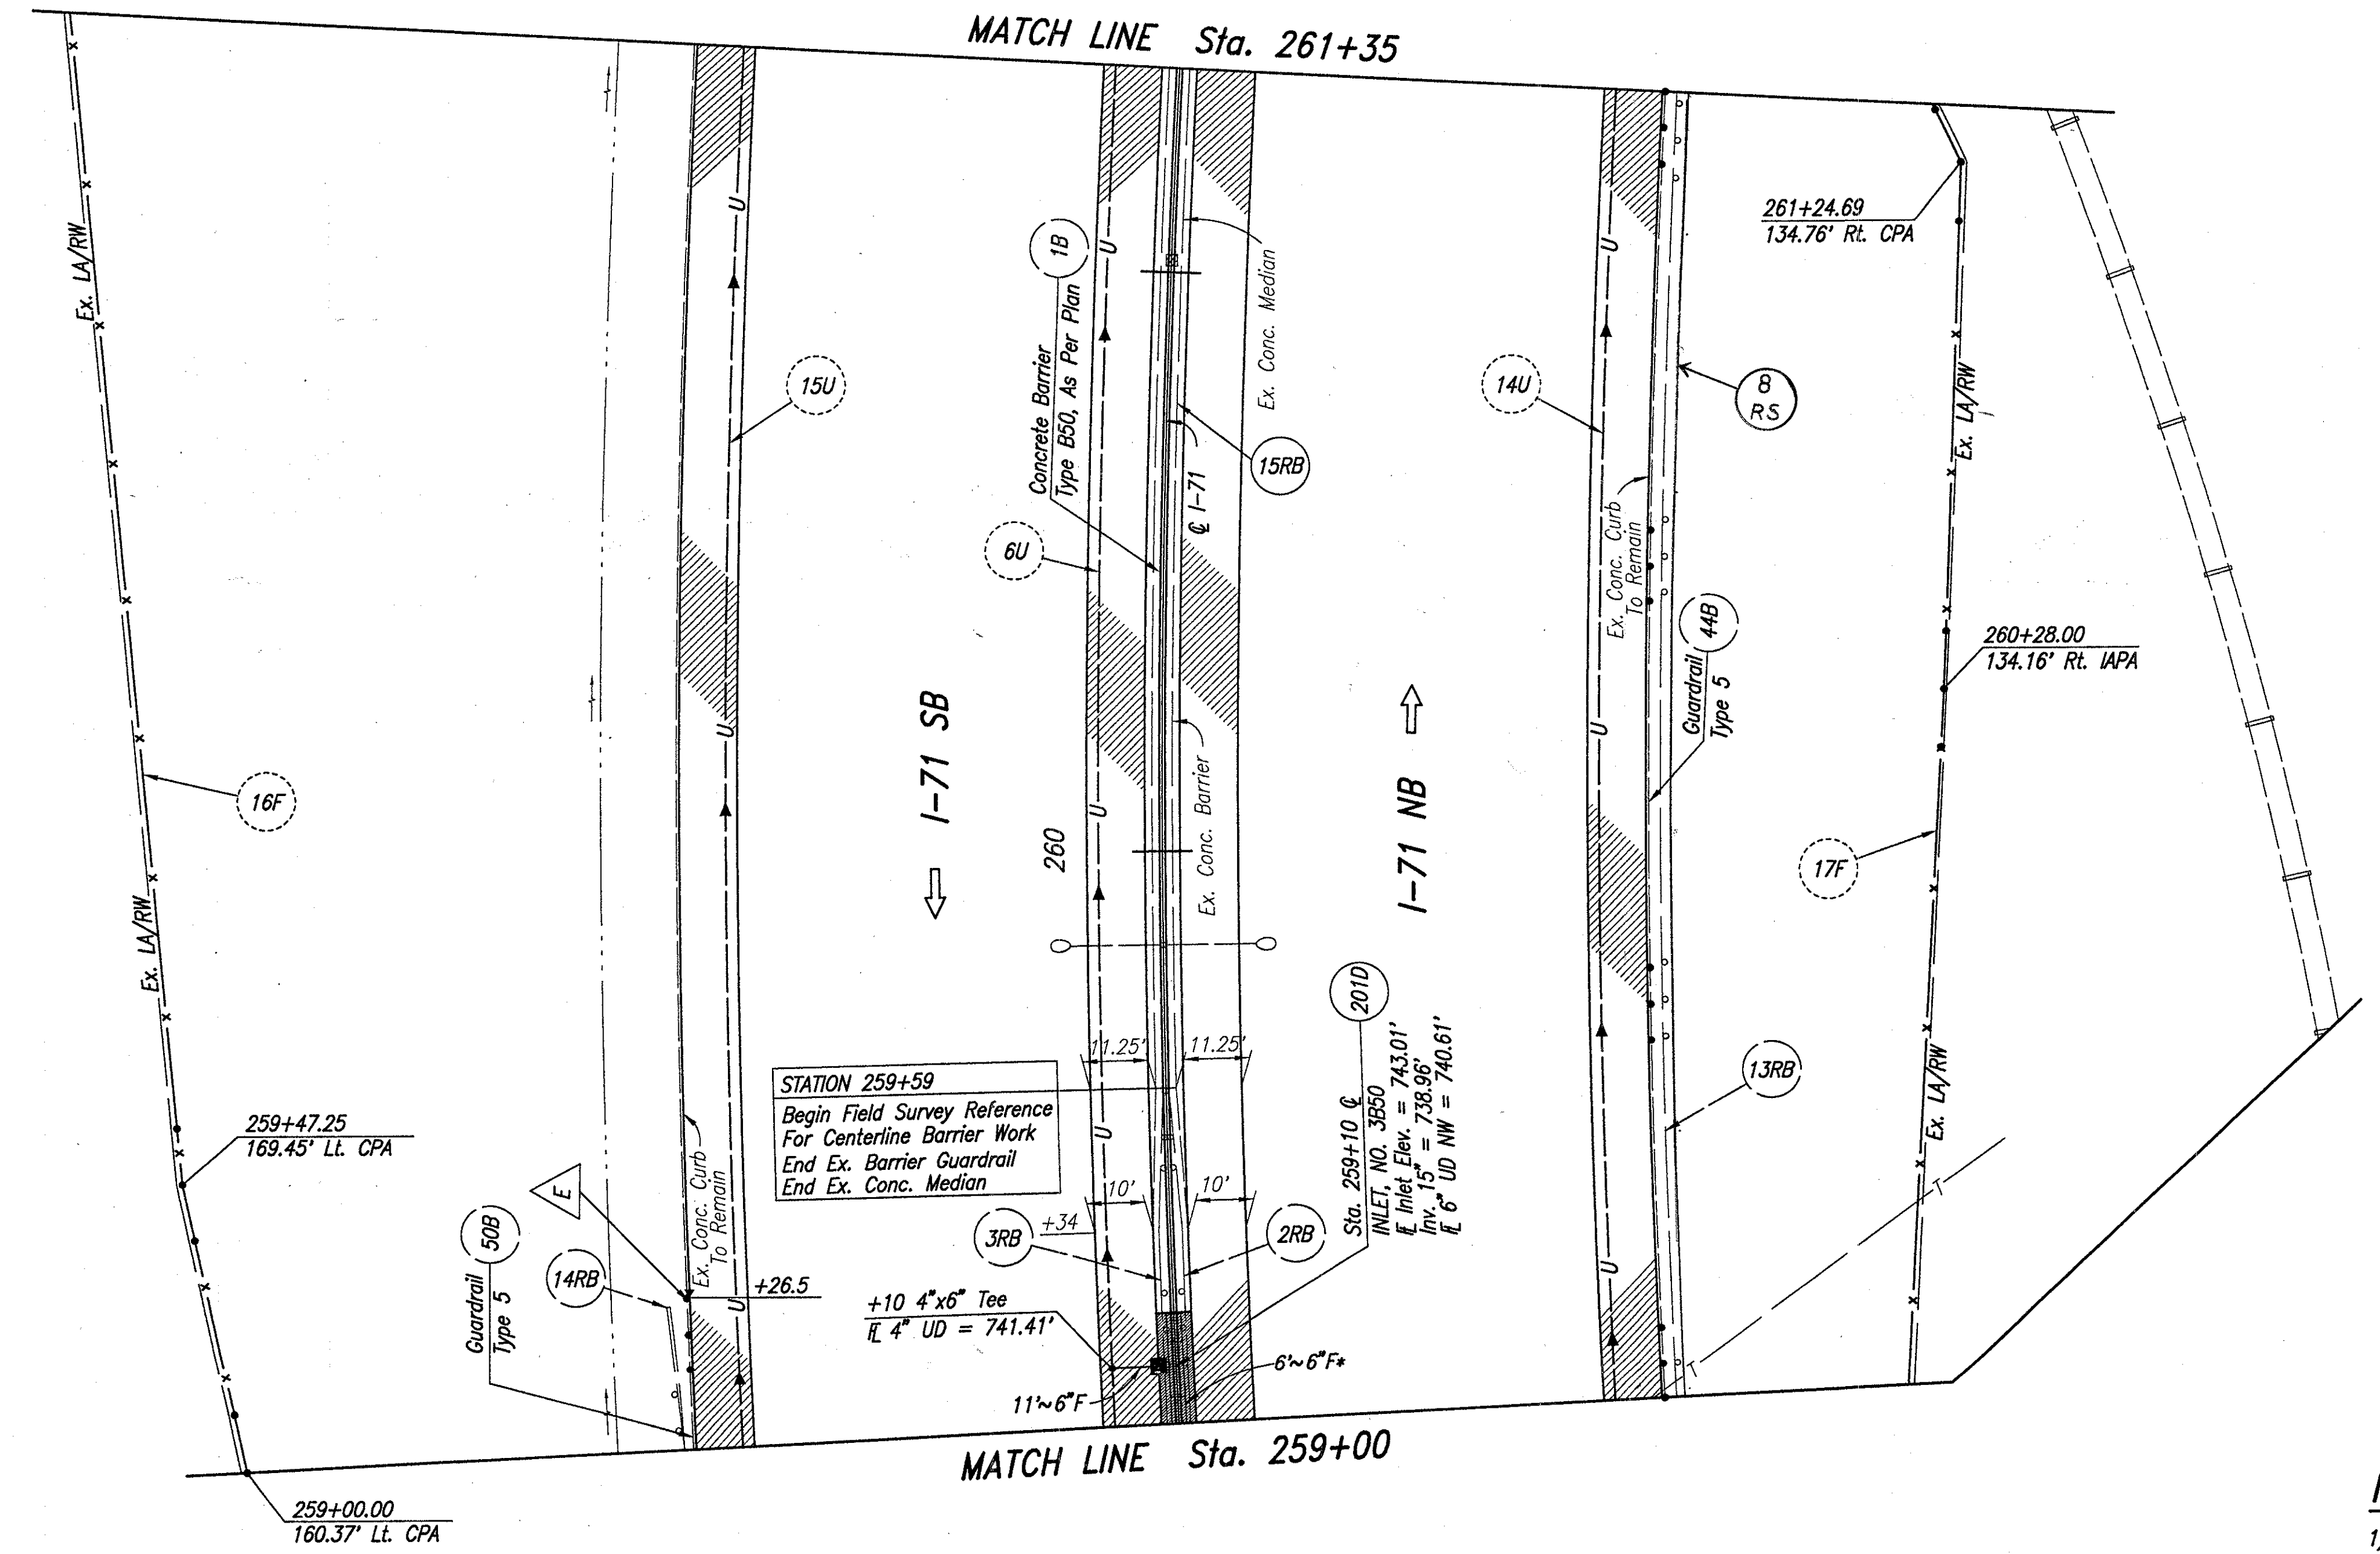 MATCH LINE Sta. 261+35
Ex. LA/RW
U
U
U
1B
Concrete Barrier
Type B50, As Per Plan
Ex. Conc. Median
261+24.69
134.76' Rt. CPA
15U
14U
8
RS
Ex. LA/RW
15RB
℄ I-71
6U
Ex. Conc. Curb
To Remain
44B
Guardrail
Type 5
260+28.00
134.16' Rt. IAPA
16F
U
I-71 SB
U
260
Ex. Conc. Barrier
I-71 NB
U
17F
Ex. LA/RW
201D
Sta. 259+10 ℄
INLET, NO. 3B50
FL Inlet Elev. = 743.01'
Inv. 15" = 738.96'
FL 6" UD NW = 740.61'
11.25'
11.25'
13RB
Ex. LA/RW
STATION 259+59
Begin Field Survey Reference
For Centerline Barrier Work
End Ex. Barrier Guardrail
End Ex. Conc. Median
U
259+47.25
169.45' Lt. CPA
E
Ex. Conc. Curb
To Remain
10'
10'
50B
Guardrail
Type 5
14RB
3RB
+34
2RB
+26.5
U
U
T
T
+10 4"x6" Tee
FL 4" UD = 741.41'
6'~6"F*
11'~6"F
MATCH LINE Sta. 259+00
259+00.00
160.37' Lt. CPA